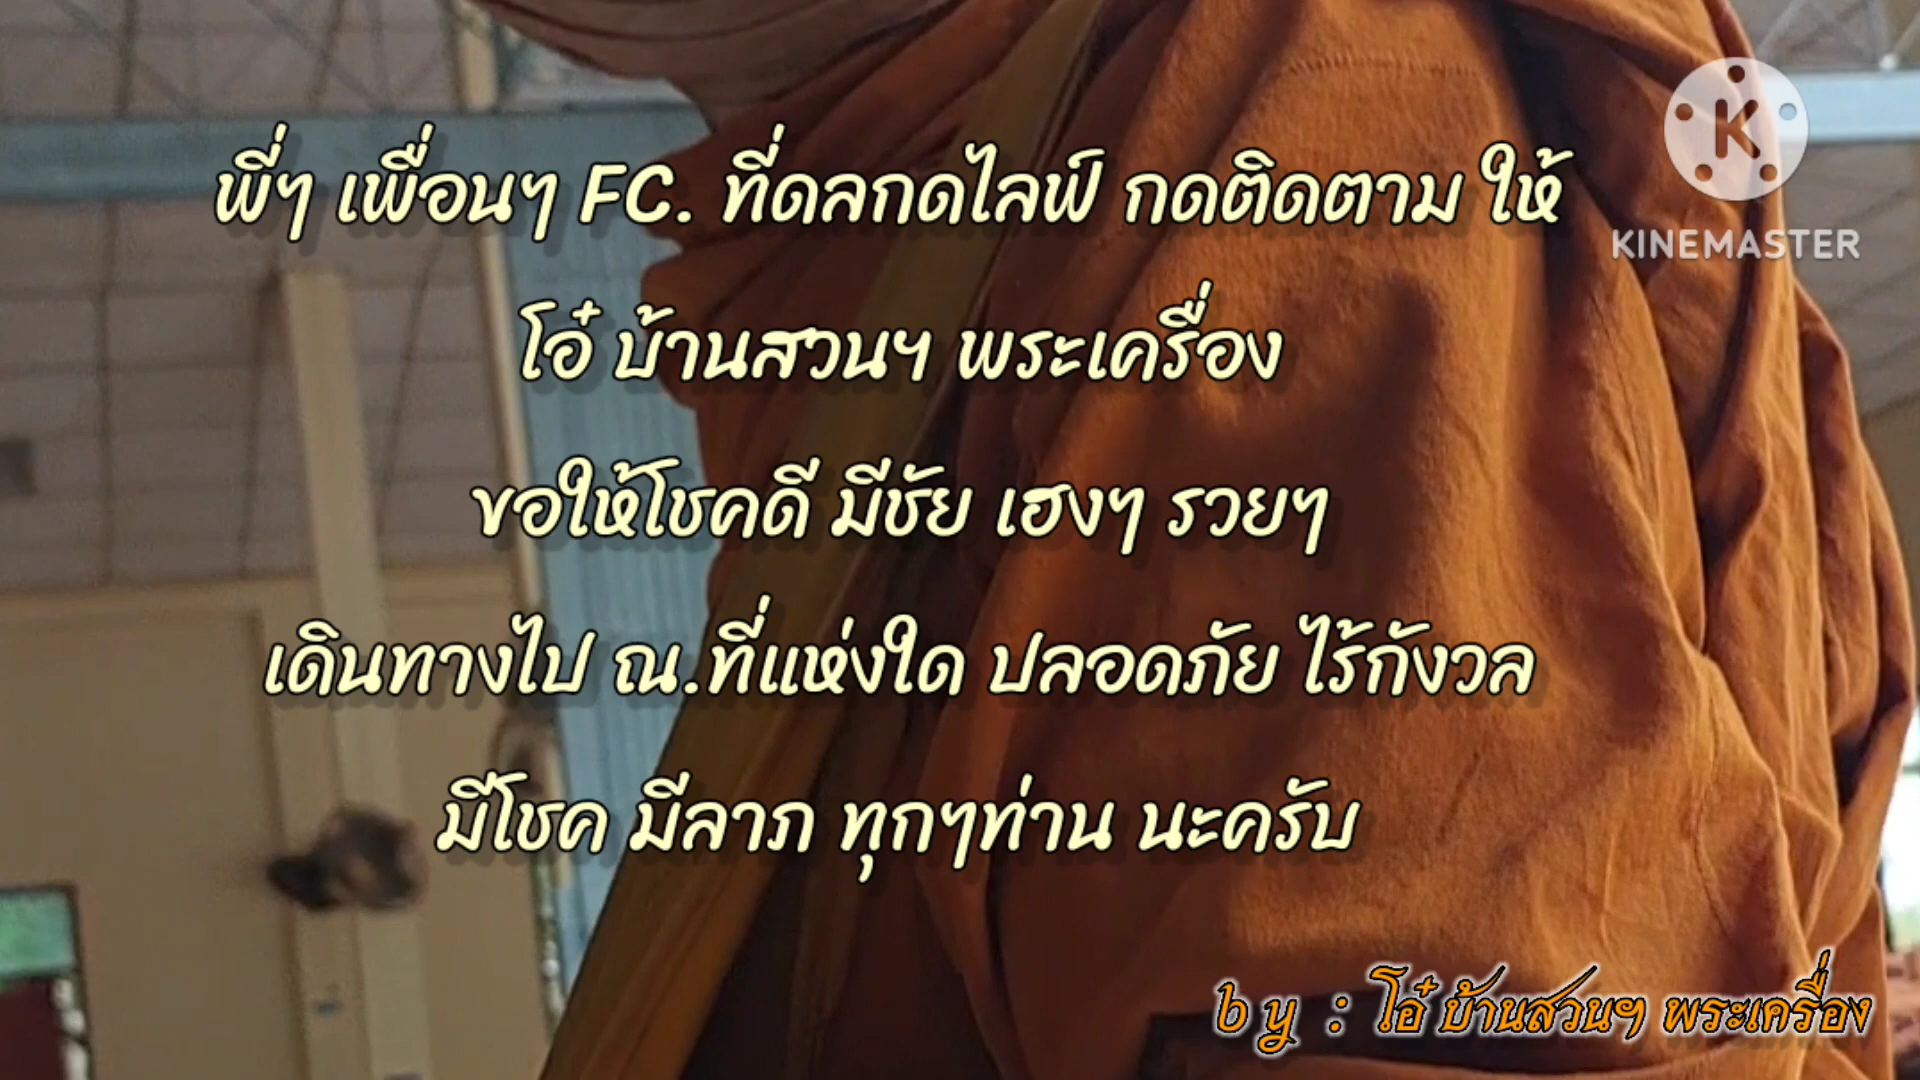 พี่ๆ เพื่อนๆ FC. ที่ดลกดไลฟ์ กดติดตาม ให้
โอ๋ บ้านสวนฯ พระเครื่อง
ขอให้โชคดี มีชัย เฮงๆ รวยๆ
เดินทางไป ณ.ที่แห่งใด ปลอดภัย ไร้กังวล
มีโชค มีลาภ ทุกๆท่าน นะครับ
K
KINEMASTER
by : โอ๋ บ้านสวนฯ พระเครื่อง